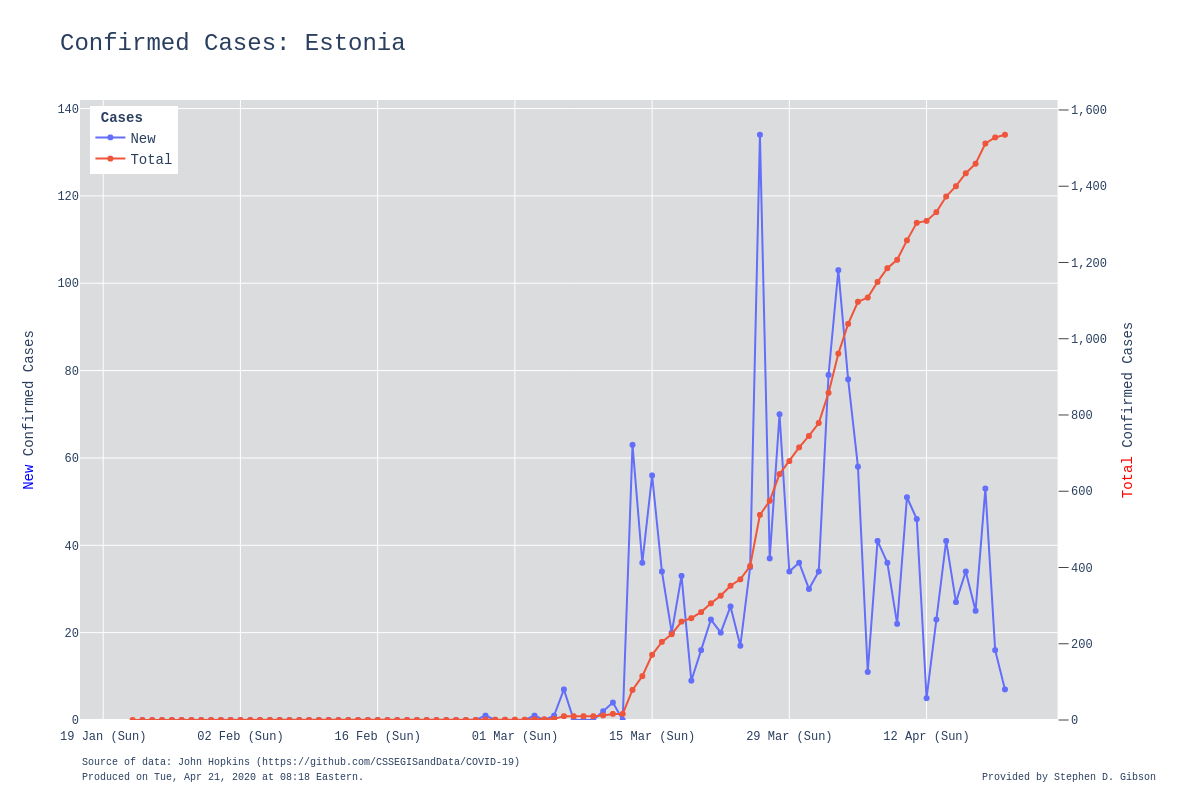 Confirmed Cases: Estonia
Cases
New
Total
140
120
100
80
60
40
20
0
New Confirmed Cases
1,600
1,400
1,200
1,000
800
600
400
200
0
Total Confirmed Cases
19 Jan (Sun)
02 Feb (Sun)
16 Feb (Sun)
01 Mar (Sun)
15 Mar (Sun)
29 Mar (Sun)
12 Apr (Sun)
Source of data: John Hopkins (https://github.com/CSSEGISandData/COVID-19)
Produced on Tue, Apr 21, 2020 at 08:18 Eastern.
Provided by Stephen D. Gibson